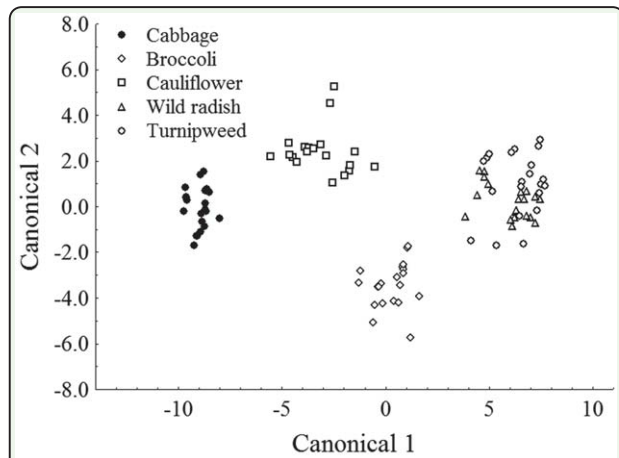 8.0
6.0
4.0
2.0
0.0
-2.0
-4.0
-6.0
-8.0
Canonical 2
Cabbage
Broccoli
Cauliflower
Wild radish
Turnipweed
-10 -5 0 5 10
Canonical 1